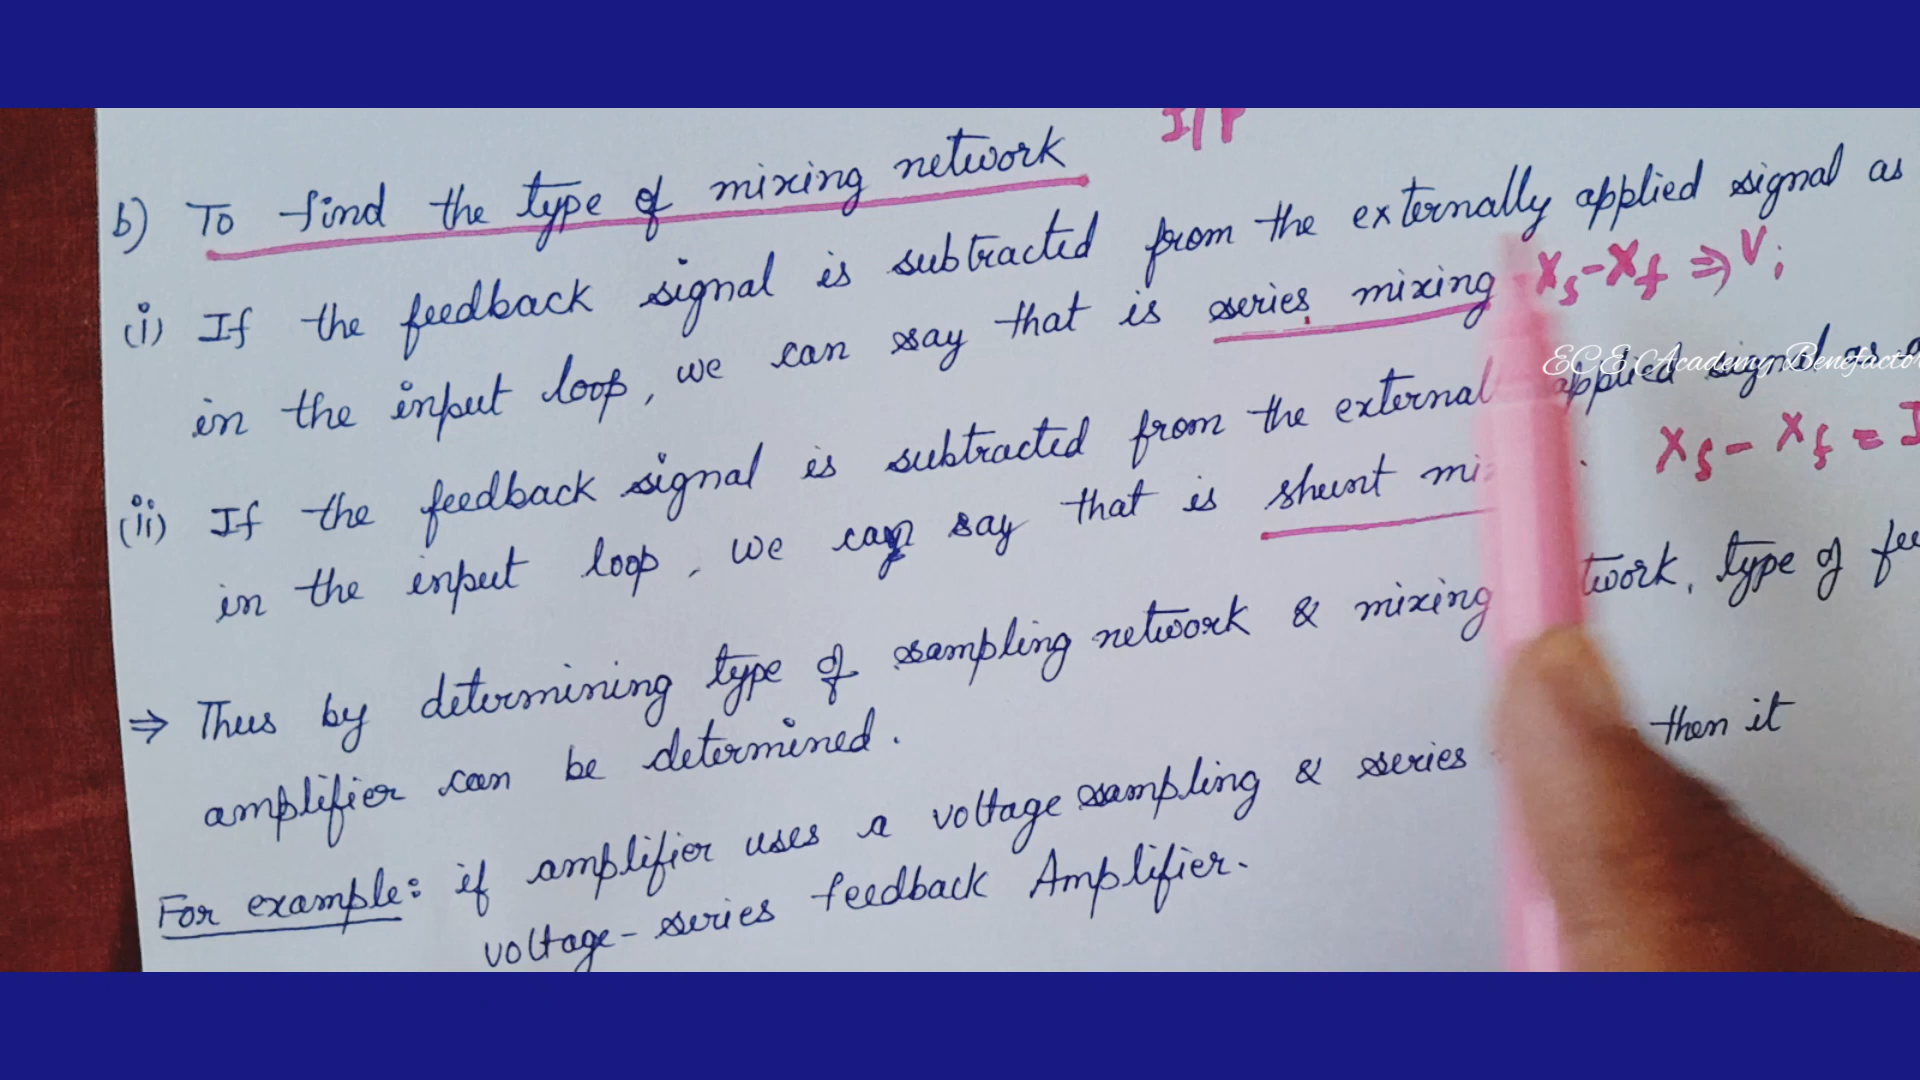 I/P
b) To find the type of mixing network
(i) If the feedback signal is subtracted from the externally applied signal as
in the input loop, we can say that is series mixing Xs-Xf ⇒ Vi
ECE Academy Benefactor
(ii) If the feedback signal is subtracted from the external applied signal as a
in the input loop, we can say that is shunt Xs - Xf = I
⇒ Thus by determining type of sampling network & mixing type of
amplifier can be determined.
For example: if amplifier uses a voltage sampling & series then it
voltage-series feedback Amplifier.